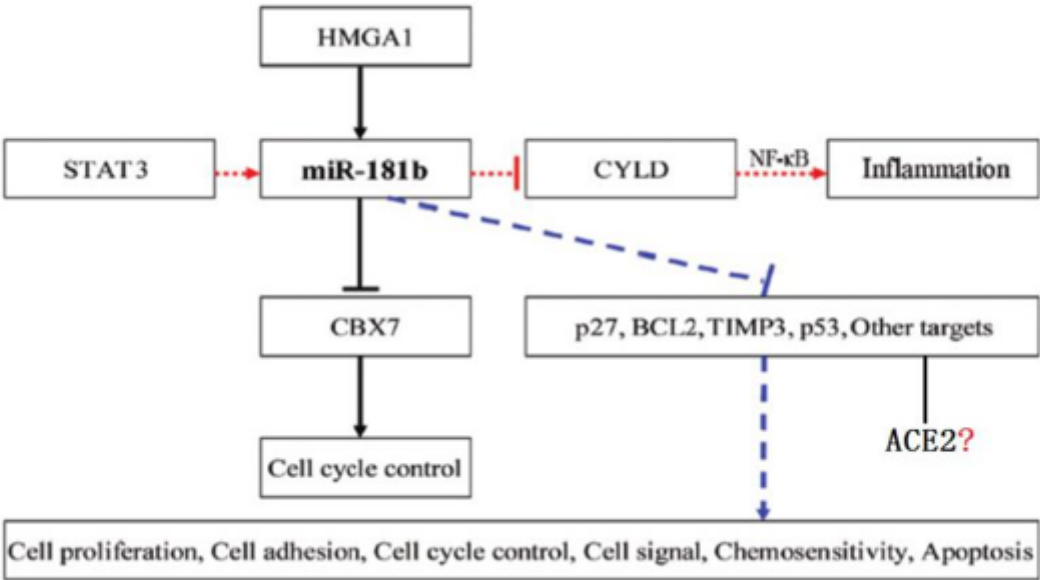 HMGA1
STAT3
miR-181b
CYLD
NF-κB
Inflammation
CBX7
p27, BCL2, TIMP3, p53, Other targets
ACE2?
Cell cycle control
Cell proliferation, Cell adhesion, Cell cycle control, Cell signal, Chemosensitivity, Apoptosis